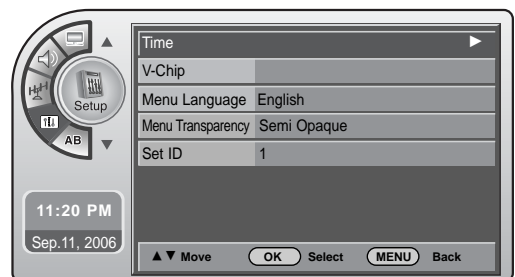 Time ►
V-Chip
Menu Language English
Menu Transparency Semi Opaque
Set ID 1
Setup
AB
11:20 PM
Sep.11, 2006
▲▼ Move OK Select MENU Back